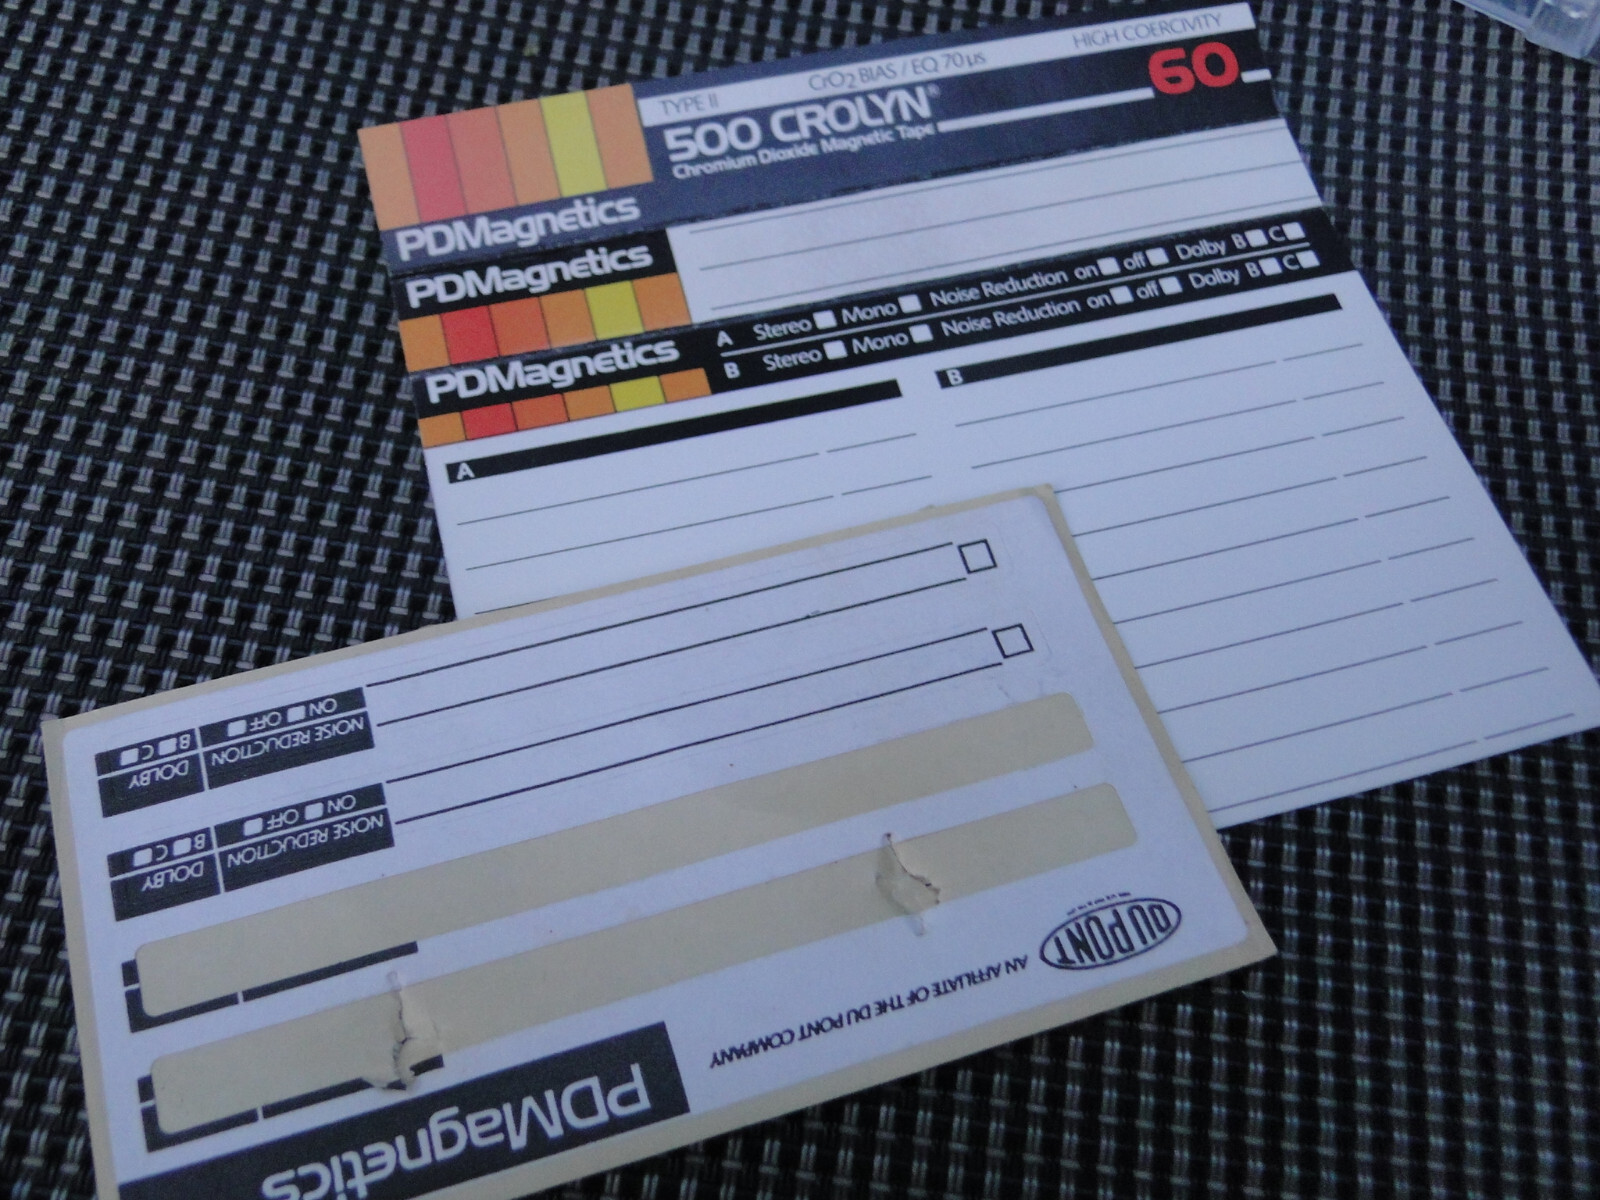 TYPE II CrO2 BIAS / EQ 70µs HIGH COERCIVITY
500 CROLYN® 60
Chromium Dioxide Magnetic Tape
PDMagnetics
PDMagnetics
PDMagnetics
A Stereo Mono Noise Reduction on off Dolby B C
B Stereo Mono Noise Reduction on off Dolby B C
A
B
PDMagnetics
AN AFFILIATE OF THE DU PONT COMPANY
DU PONT
NOISE REDUCTION DOLBY
ON OFF B C
NOISE REDUCTION DOLBY
ON OFF B C